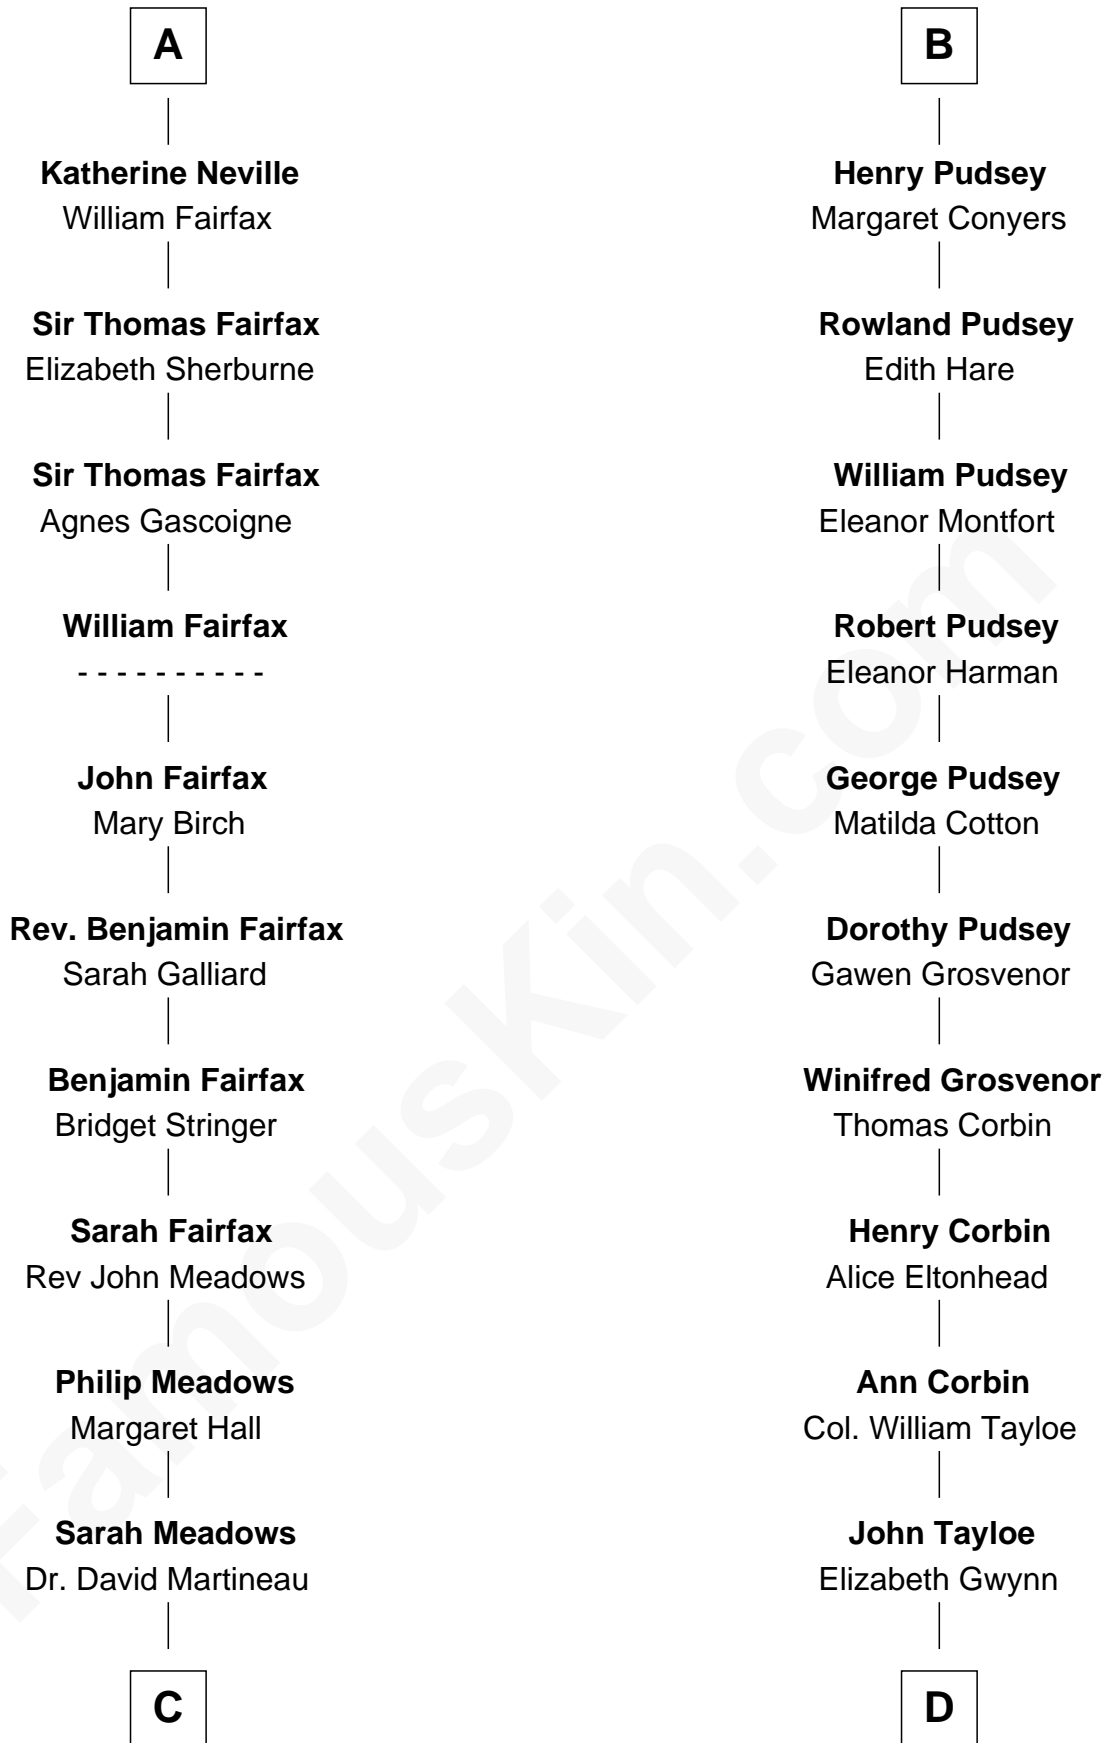 A
Katherine Neville
William Fairfax
Sir Thomas Fairfax
Elizabeth Sherburne
Sir Thomas Fairfax
Agnes Gascoigne
William Fairfax
- - - - - - - - - -
John Fairfax
Mary Birch
Rev. Benjamin Fairfax
Sarah Galliard
Benjamin Fairfax
Bridget Stringer
Sarah Fairfax
Rev John Meadows
Philip Meadows
Margaret Hall
Sarah Meadows
Dr. David Martineau
C
B
Henry Pudsey
Margaret Conyers
Rowland Pudsey
Edith Hare
William Pudsey
Eleanor Montfort
Robert Pudsey
Eleanor Harman
George Pudsey
Matilda Cotton
Dorothy Pudsey
Gawen Grosvenor
Winifred Grosvenor
Thomas Corbin
Henry Corbin
Alice Eltonhead
Ann Corbin
Col. William Tayloe
John Tayloe
Elizabeth Gwynn
D
FamousKin.com